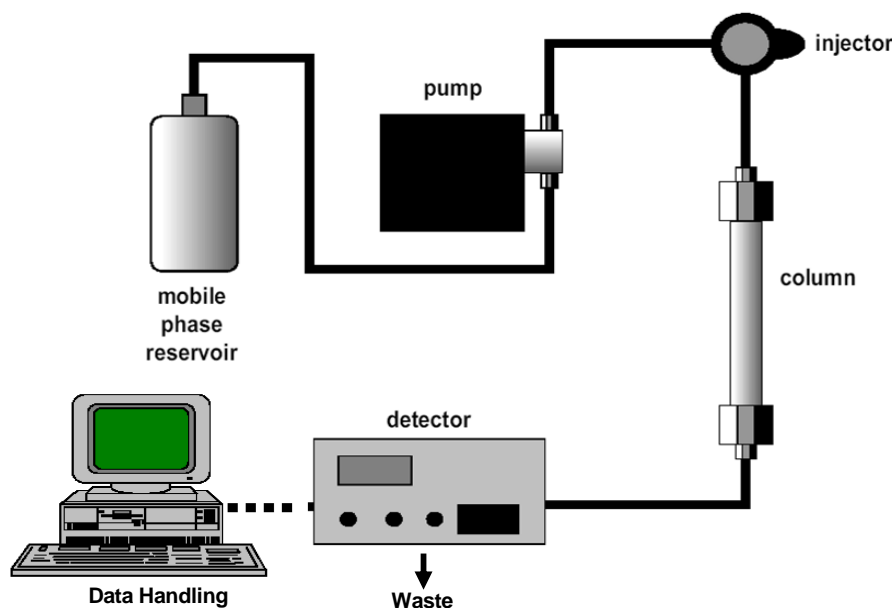 injector
pump
column
mobile
phase
reservoir
detector
Data Handling
Waste